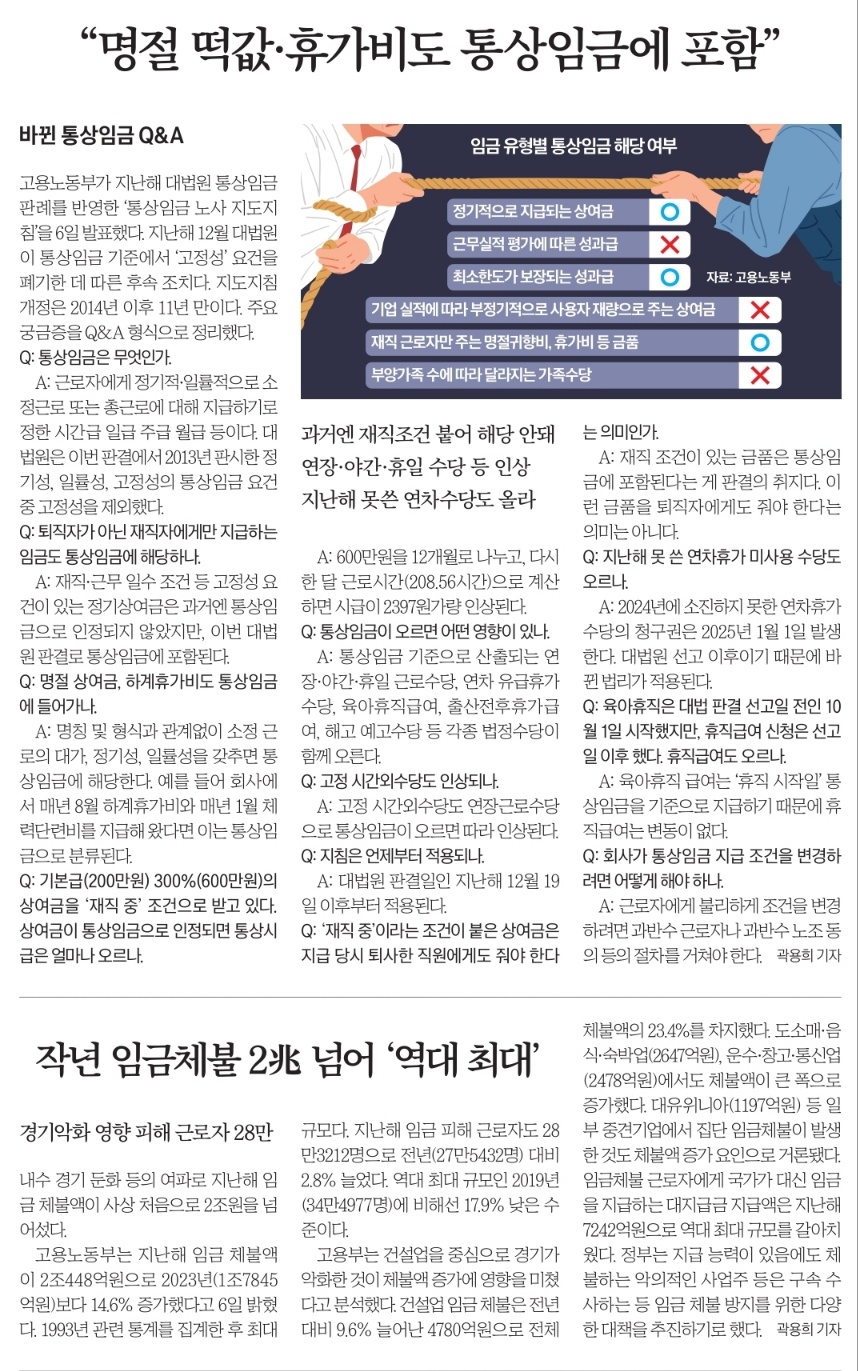 “명절 떡값·휴가비도 통상임금에 포함”
바뀐 통상임금 Q&A
고용노동부가 지난해 대법원 통상임금
판례를 반영한 ‘통상임금 노사 지도지
침’을 6일 발표했다. 지난해 12월 대법원
이 통상임금 기준에서 ‘고정성’ 요건을
폐기한 데 따른 후속 조치다. 지도지침
개정은 2014년 이후 11년 만이다. 주요
궁금증을 Q&A 형식으로 정리했다.
Q: 통상임금은 무엇인가.
A: 근로자에게 정기적·일률적으로 소
정근로 또는 총근로에 대해 지급하기로
정한 시간급 일급 주급 월급 등이다. 대
법원은 이번 판결에서 2013년 판시한 정
기성, 일률성, 고정성의 통상임금 요건
중 고정성을 제외했다.
Q: 퇴직자가 아닌 재직자에게만 지급하는
임금도 통상임금에 해당하나.
A: 재직·근무 일수 조건 등 고정성 요
건이 있는 정기상여금은 과거엔 통상임
금으로 인정되지 않았지만, 이번 대법
원 판결로 통상임금에 포함된다.
Q: 명절 상여금, 하계휴가비도 통상임금
에 들어가나.
A: 명칭 및 형식과 관계없이 소정 근
로의 대가, 정기성, 일률성을 갖추면 통
상임금에 해당한다. 예를 들어 회사에
서 매년 8월 하계휴가비와 매년 1월 체
력단련비를 지급해 왔다면 이는 통상임
금으로 분류된다.
Q: 기본급(200만원) 300%(600만원)의
상여금을 ‘재직 중’ 조건으로 받고 있다.
상여금이 통상임금으로 인정되면 통상시
급은 얼마나 오르나.
임금 유형별 통상임금 해당 여부
정기적으로 지급되는 상여금 O
근무실적 평가에 따른 성과급 X
최소한도가 보장되는 성과급 O
자료: 고용노동부
기업 실적에 따라 부정기적으로 사용자 재량으로 주는 상여금 X
재직 근로자만 주는 명절귀향비, 휴가비 등 금품 O
부양가족 수에 따라 달라지는 가족수당 X
과거엔 재직조건 붙어 해당 안돼
연장·야간·휴일 수당 등 인상
지난해 못쓴 연차수당도 올라
A: 600만원을 12개월로 나누고, 다시
한 달 근로시간(208.56시간)으로 계산
하면 시급이 2397원가량 인상된다.
Q: 통상임금이 오르면 어떤 영향이 있나.
A: 통상임금 기준으로 산출되는 연
장·야간·휴일 근로수당, 연차 유급휴가
수당, 육아휴직급여, 출산전후휴가급
여, 해고 예고수당 등 각종 법정수당이
함께 오른다.
Q: 고정 시간외수당도 인상되나.
A: 고정 시간외수당도 연장근로수당
으로 통상임금이 오르면 따라 인상된다.
Q: 지침은 언제부터 적용되나.
A: 대법원 판결일인 지난해 12월 19
일 이후부터 적용된다.
Q: ‘재직 중’이라는 조건이 붙은 상여금은
지급 당시 퇴사한 직원에게도 줘야 한다
는 의미인가.
A: 재직 조건이 있는 금품은 통상임
금에 포함된다는 게 판결의 취지다. 이
런 금품을 퇴직자에게도 줘야 한다는
의미는 아니다.
Q: 지난해 못 쓴 연차휴가 미사용 수당도
오르나.
A: 2024년에 소진하지 못한 연차휴가
수당의 청구권은 2025년 1월 1일 발생
한다. 대법원 선고 이후이기 때문에 바
뀐 법리가 적용된다.
Q: 육아휴직은 대법 판결 선고일 전인 10
월 1일 시작했지만, 휴직급여 신청은 선고
일 이후 했다. 휴직급여도 오르나.
A: 육아휴직 급여는 ‘휴직 시작일’ 통
상임금을 기준으로 지급하기 때문에 휴
직급여는 변동이 없다.
Q: 회사가 통상임금 지급 조건을 변경하
려면 어떻게 해야 하나.
A: 근로자에게 불리하게 조건을 변경
하려면 과반수 근로자나 과반수 노조 동
의 등의 절차를 거쳐야 한다. 곽용희 기자
작년 임금체불 2兆 넘어 ‘역대 최대’
경기악화 영향 피해 근로자 28만
내수 경기 둔화 등의 여파로 지난해 임
금 체불액이 사상 처음으로 2조원을 넘
어섰다.
고용노동부는 지난해 임금 체불액
이 2조448억원으로 2023년(1조7845
억원)보다 14.6% 증가했다고 6일 밝혔
다. 1993년 관련 통계를 집계한 후 최대
규모다. 지난해 임금 피해 근로자도 28
만3212명으로 전년(27만5432명) 대비
2.8% 늘었다. 역대 최대 규모인 2019년
(34만4977명)에 비해선 17.9% 낮은 수
준이다.
고용부는 건설업을 중심으로 경기가
악화한 것이 체불액 증가에 영향을 미쳤
다고 분석했다. 건설업 임금 체불은 전년
대비 9.6% 늘어난 4780억원으로 전체
체불액의 23.4%를 차지했다. 도소매·음
식·숙박업(2647억원), 운수·창고·통신업
(2478억원)에서도 체불액이 큰 폭으로
증가했다. 대유위니아(1197억원) 등 일
부 중견기업에서 집단 임금체불이 발생
한 것도 체불액 증가 요인으로 거론됐다.
임금체불 근로자에게 국가가 대신 임금
을 지급하는 대지급금 지급액은 지난해
7242억원으로 역대 최대 규모를 갈아치
웠다. 정부는 지급 능력이 있음에도 체
불하는 악의적인 사업주 등은 구속 수
사하는 등 임금 체불 방지를 위한 다양
한 대책을 추진하기로 했다. 곽용희 기자